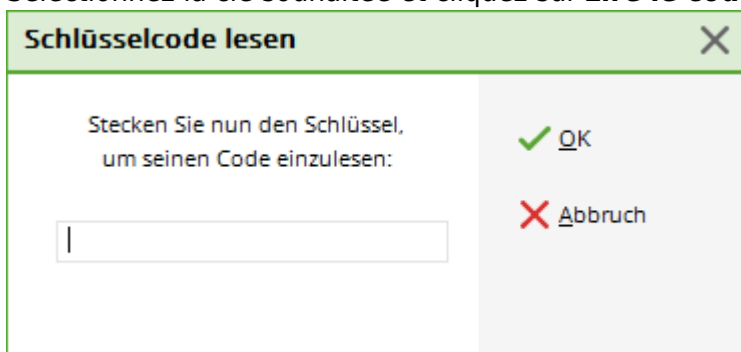 Schlüsselcode lesen
Stecken Sie nun den Schlüssel,
um seinen Code einzulesen:
OK
Abbruch